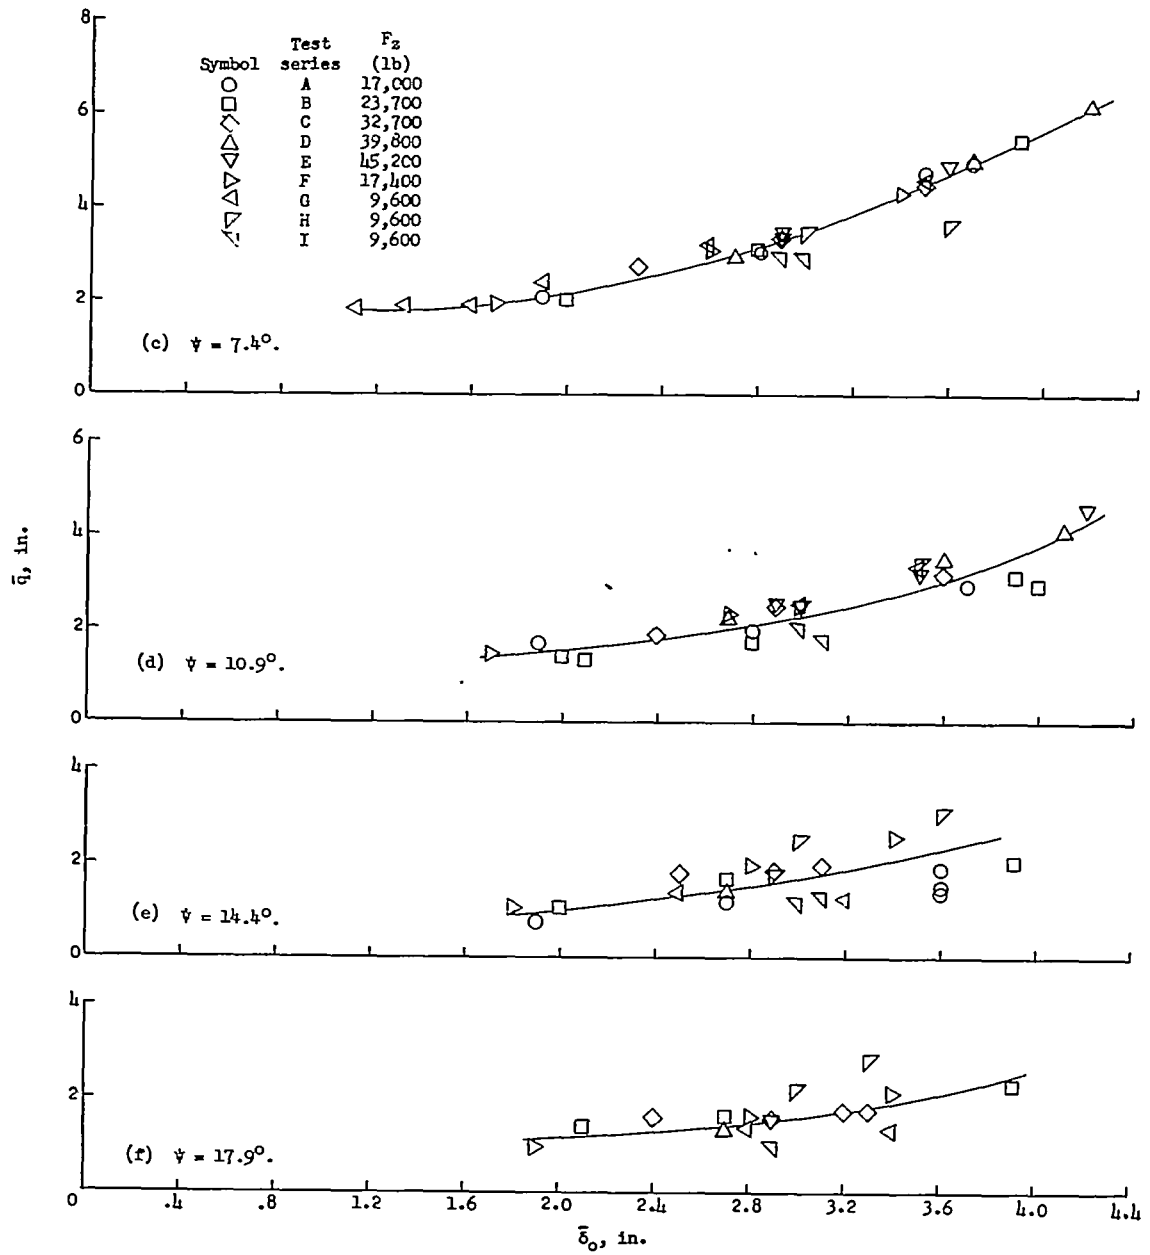 8
6
4
2
0
Symbol Test series F_z (lb)
A 17,000
B 23,700
C 32,700
D 39,800
E 45,200
F 17,400
G 9,600
H 9,600
I 9,600
(c) ψ = 7.4°.
6
4
2
0
(d) ψ = 10.9°.
q̄, in.
4
2
0
(e) ψ = 14.4°.
4
2
(f) ψ = 17.9°.
0 .4 .8 1.2 1.6 2.0 2.4 2.8 3.2 3.6 4.0 4.4
δ̄_o, in.